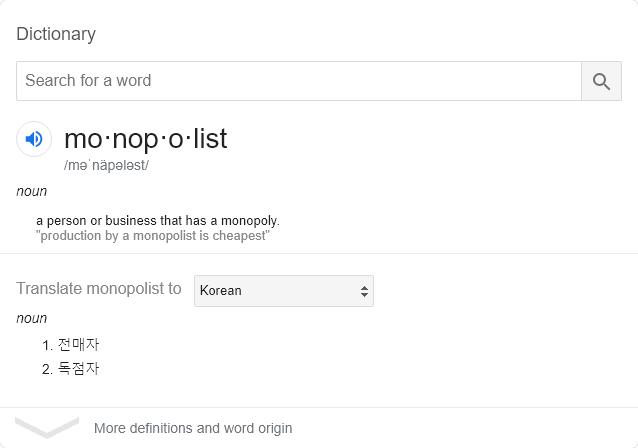 Dictionary
Search for a word
mo·nop·o·list
/məˈnäpələst/
noun
a person or business that has a monopoly.
"production by a monopolist is cheapest"
Translate monopolist to Korean
noun
1. 전매자
2. 독점자
More definitions and word origin